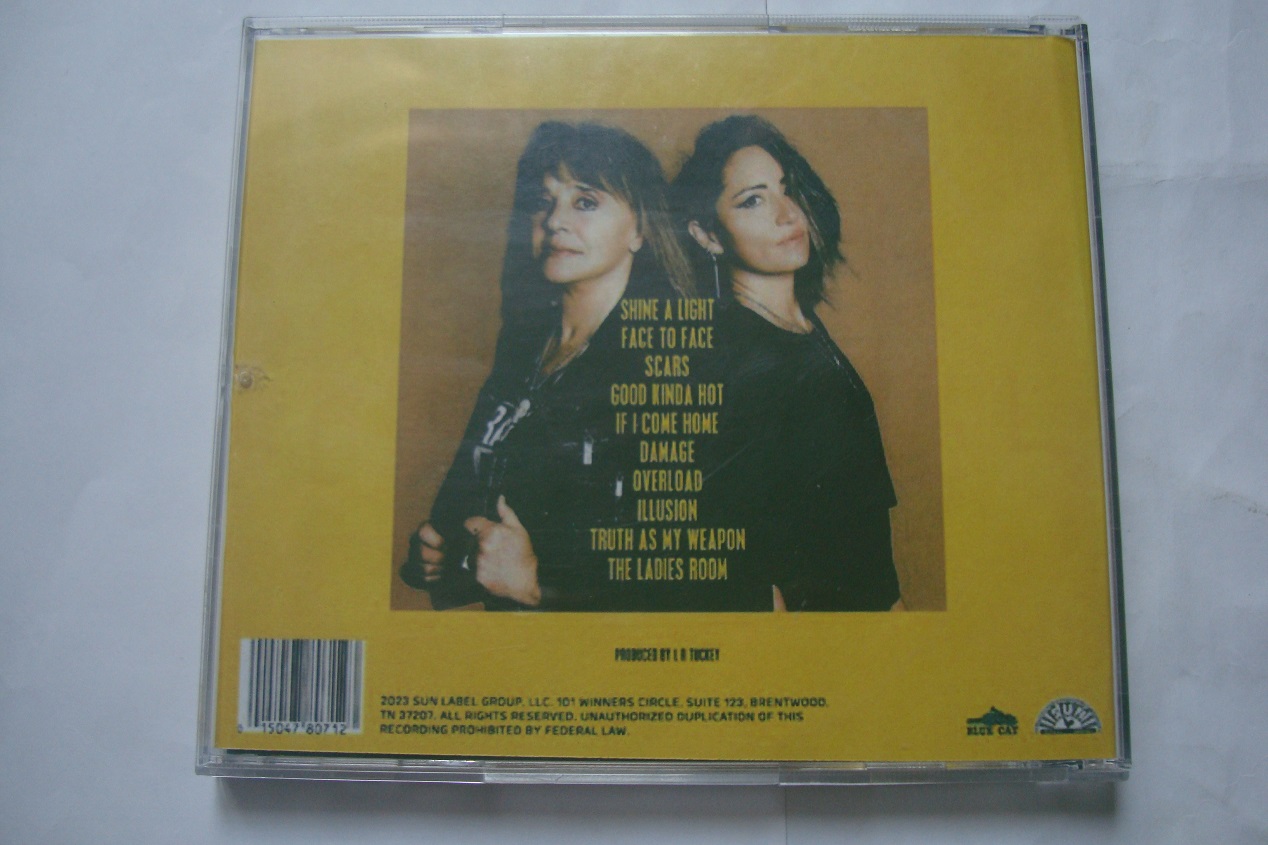 SHINE A LIGHT
FACE TO FACE
SCARS
GOOD KINDA HOT
IF I COME HOME
DAMAGE
OVERLOAD
ILLUSION
TRUTH AS MY WEAPON
THE LADIES ROOM
PRODUCED BY L R TUCKEY
15047 80712
2023 SUN LABEL GROUP, LLC. 101 WINNERS CIRCLE, SUITE 123, BRENTWOOD,
TN 37207. ALL RIGHTS RESERVED. UNAUTHORIZED DUPLICATION OF THIS
RECORDING PROHIBITED BY FEDERAL LAW.
BLUE CAT